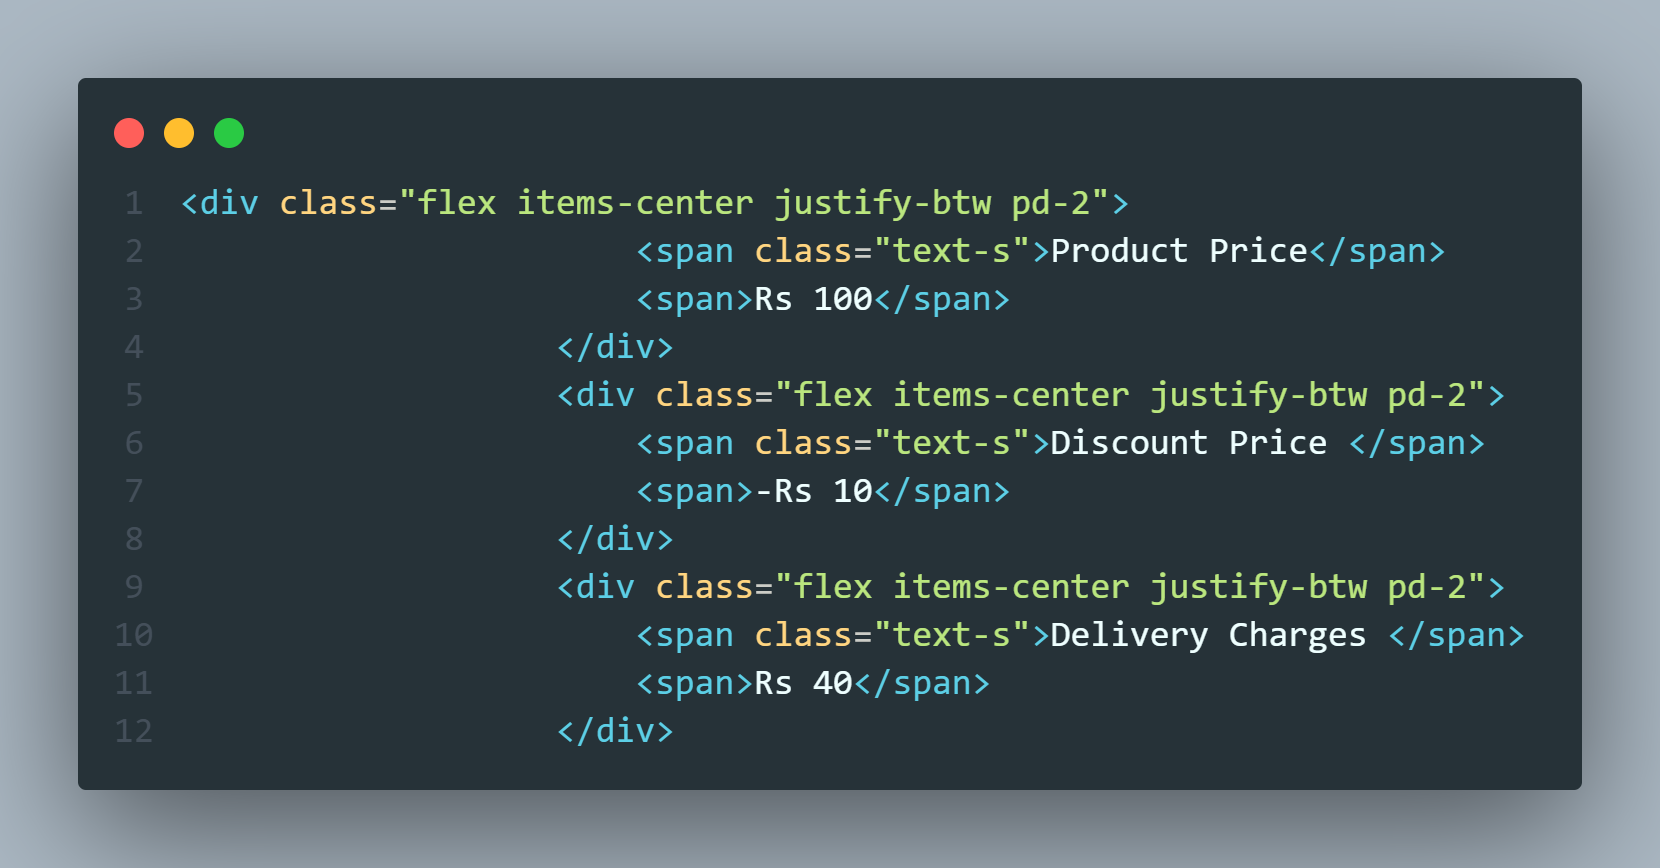 1 <div class="flex items-center justify-btw pd-2">
2 <span class="text-s">Product Price</span>
3 <span>Rs 100</span>
4 </div>
5 <div class="flex items-center justify-btw pd-2">
6 <span class="text-s">Discount Price </span>
7 <span>-Rs 10</span>
8 </div>
9 <div class="flex items-center justify-btw pd-2">
10 <span class="text-s">Delivery Charges </span>
11 <span>Rs 40</span>
12 </div>